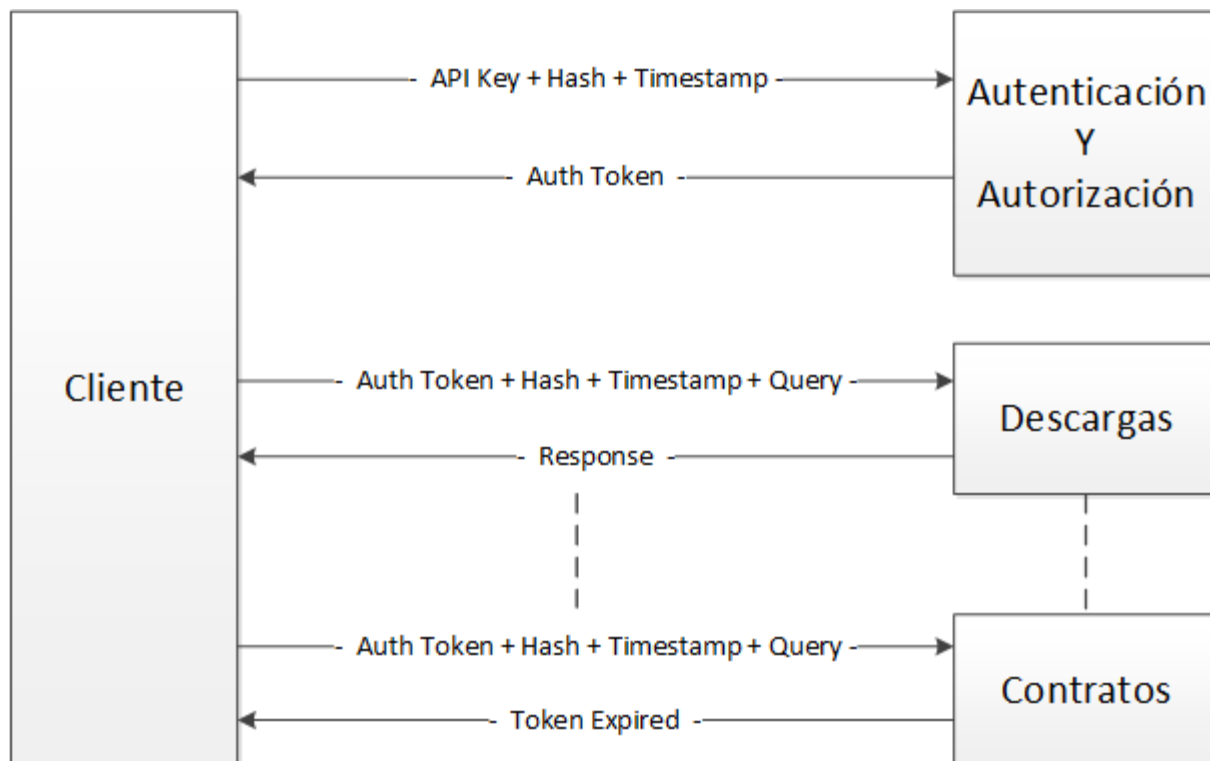 - API Key + Hash + Timestamp -
Autenticación
Y
Autorización
- Auth Token -
Cliente
- Auth Token + Hash + Timestamp + Query -
Descargas
- Response -
- Auth Token + Hash + Timestamp + Query -
Contratos
- Token Expired -